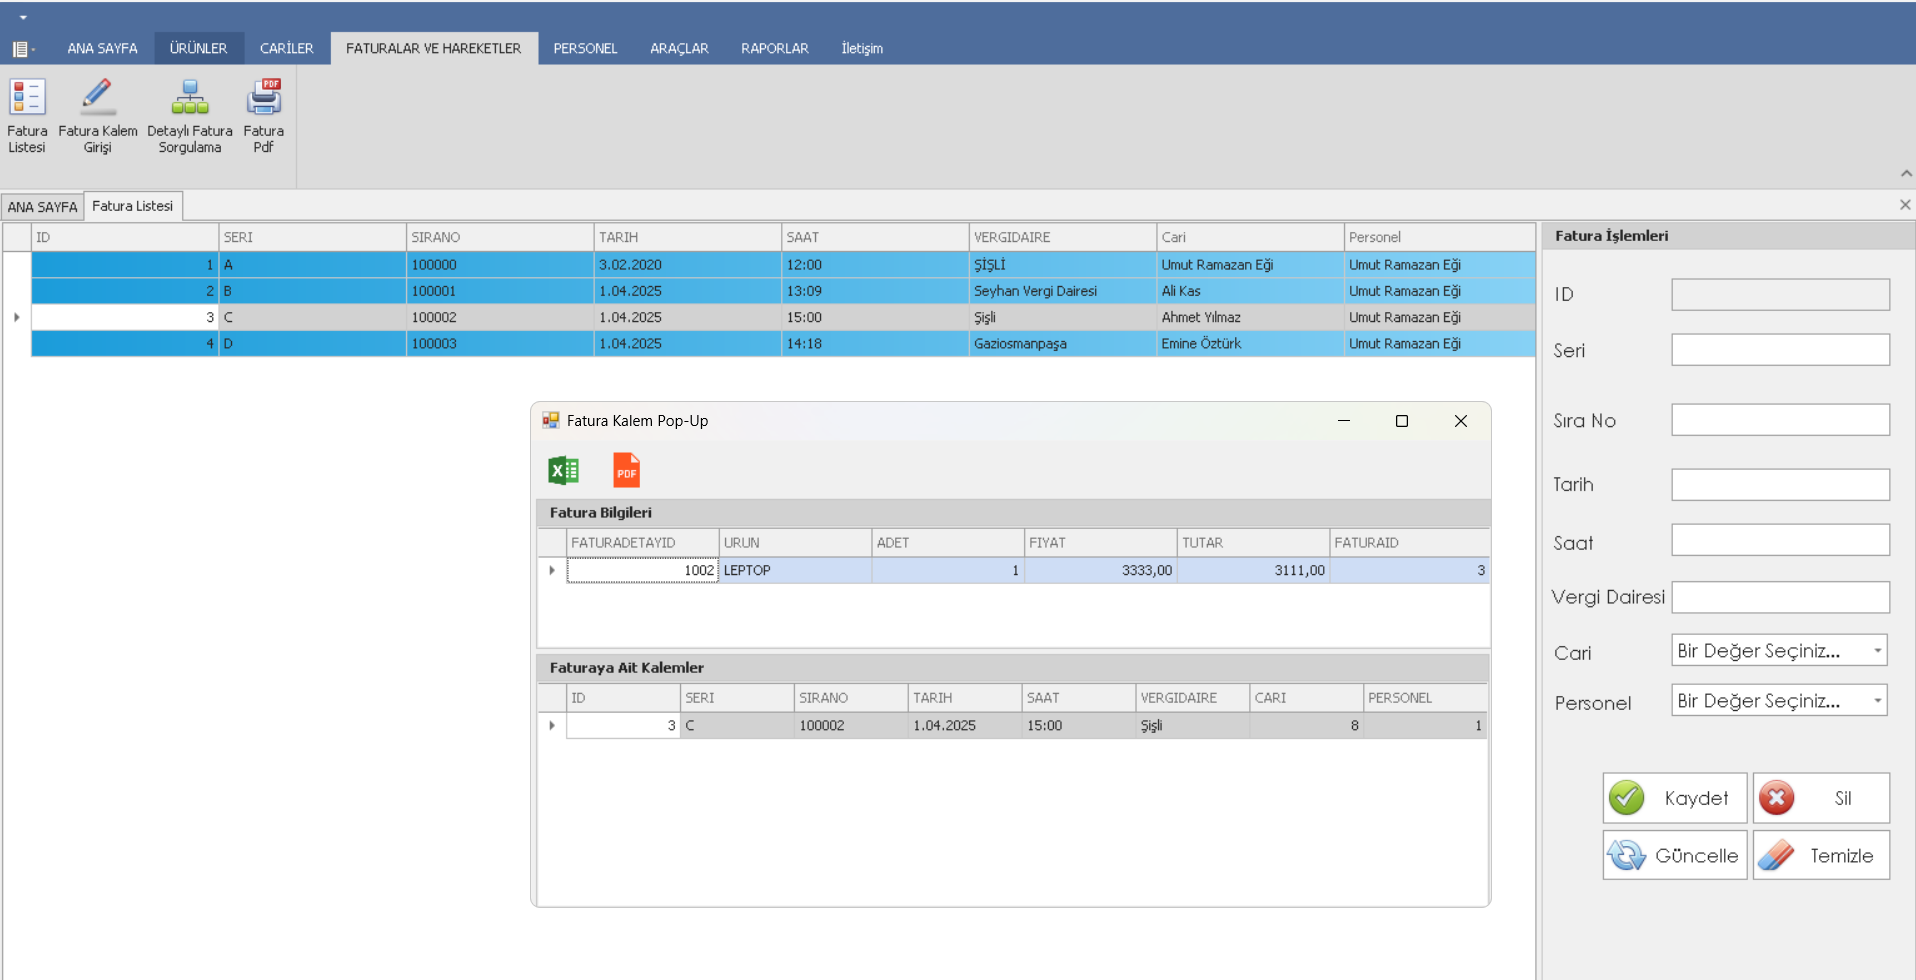 ANA SAYFA ÜRÜNLER CARİLER FATURALAR VE HAREKETLER PERSONEL ARAÇLAR RAPORLAR İletişim
Fatura Listesi
Fatura Kalem Girişi
Detaylı Fatura Sorgulama
Fatura Pdf
PDF
ANA SAYFA Fatura Listesi
ID SERI SIRANO TARIH SAAT VERGIDAIRE Cari Personel
1 A 100000 3.02.2020 12:00 ŞİŞLİ Umut Ramazan Eği Umut Ramazan Eği
2 B 100001 1.04.2025 13:09 Seyhan Vergi Dairesi Ali Kas Umut Ramazan Eği
3 C 100002 1.04.2025 15:00 Şişli Ahmet Yılmaz Umut Ramazan Eği
4 D 100003 1.04.2025 14:18 Gaziosmanpaşa Emine Öztürk Umut Ramazan Eği
Fatura Kalem Pop-Up
X PDF
Fatura Bilgileri
FATURADETAYID URUN ADET FIYAT TUTAR FATURAID
1002 LEPTOP 1 3333,00 3111,00 3
Faturaya Ait Kalemler
ID SERI SIRANO TARIH SAAT VERGIDAIRE CARI PERSONEL
3 C 100002 1.04.2025 15:00 Şişli 8 1
Fatura İşlemleri
ID
Seri
Sıra No
Tarih
Saat
Vergi Dairesi
Cari Bir Değer Seçiniz...
Personel Bir Değer Seçiniz...
Kaydet Sil
Güncelle Temizle